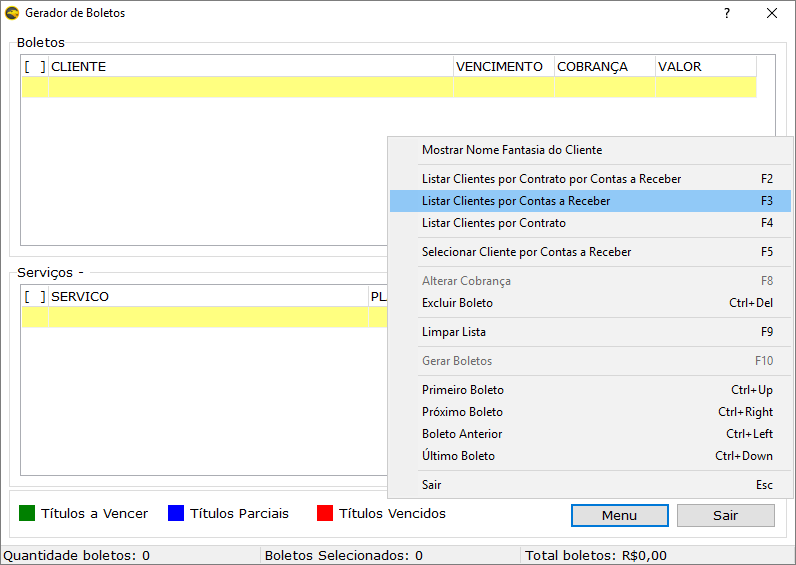 Gerador de Boletos ?
Boletos
[ ] CLIENTE VENCIMENTO COBRANÇA VALOR
Mostrar Nome Fantasia do Cliente
Listar Clientes por Contrato por Contas a Receber F2
Listar Clientes por Contas a Receber F3
Listar Clientes por Contrato F4
Selecionar Cliente por Contas a Receber F5
Alterar Cobrança F8
Excluir Boleto Ctrl+Del
Limpar Lista F9
Gerar Boletos F10
Primeiro Boleto Ctrl+Up
Próximo Boleto Ctrl+Right
Boleto Anterior Ctrl+Left
Último Boleto Ctrl+Down
Sair Esc
Serviços -
[ ] SERVICO PL
Títulos a Vencer Títulos Parciais Títulos Vencidos Menu Sair
Quantidade boletos: 0 Boletos Selecionados: 0 Total boletos: R$0,00